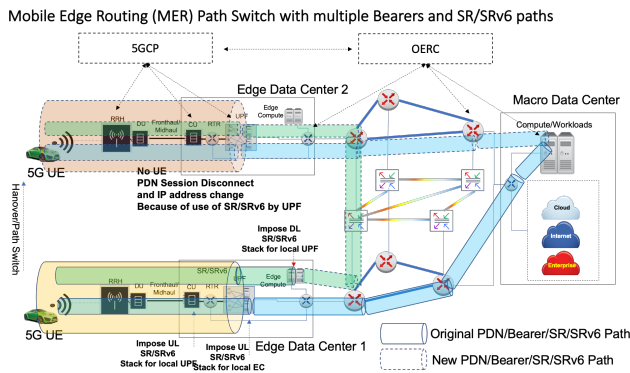 Mobile Edge Routing (MER) Path Switch with multiple Bearers and SR/SRv6 paths
5GCP
OERC
Edge Data Center 2
Macro Data Center
RRH
DU
Fronthaul/
Midhaul
CU
RTR
UPF
Edge
Compute
Compute/Workloads
5G UE
No UE
PDN Session Disconnect
and IP address change
Because of use of SR/SRv6 by UPF
Hanover/Path Switch
Cloud
Internet
Enterprise
Impose DL
SR/SRv6
Stack for local UPF
SR/SRv6
RRH
DU
Fronthaul/
Midhaul
CU
RTR
UPF
Edge
Compute
5G UE
Impose UL
SR/SRv6
Stack for local UPF
Impose UL
SR/SRv6
Stack for local EC
Edge Data Center 1
Original PDN/Bearer/SR/SRv6 Path
New PDN/Bearer/SR/SRv6 Path